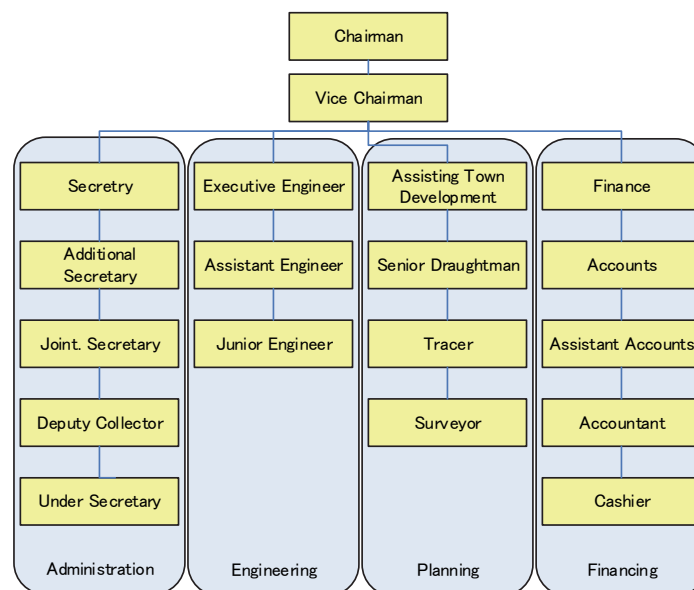 Chairman
Vice Chairman
Secretry
Additional
Secretary
Joint. Secretary
Deputy Collector
Under Secretary
Administration
Executive Engineer
Assistant Engineer
Junior Engineer
Engineering
Assisting Town
Development
Senior Draughtman
Tracer
Surveyor
Planning
Finance
Accounts
Assistant Accounts
Accountant
Cashier
Financing